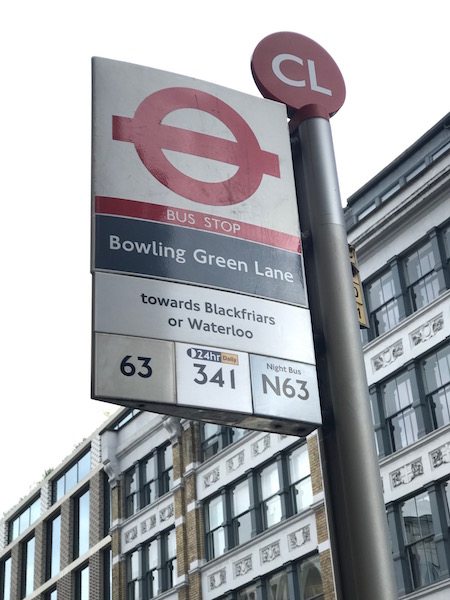 CL
BUS STOP
Bowling Green Lane
towards Blackfriars
or Waterloo
63
24hr Daily
341
Night Bus
N63